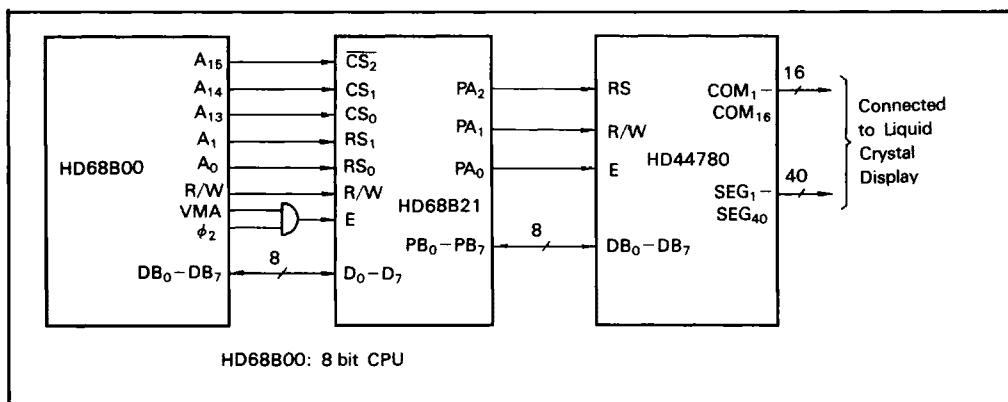 HD68B00
A₁₅
A₁₄
A₁₃
A₁
A₀
R/W
VMA
ϕ₂
DB₀–DB₇
8
C̅S̅₂̅
CS₁
CS₀
RS₁
RS₀
R/W
E
D₀–D₇
HD68B21
PA₂
PA₁
PA₀
PB₀–PB₇
8
RS
R/W
E
DB₀–DB₇
HD44780
COM₁–
COM₁₆
SEG₁–
SEG₄₀
16
40
Connected
to Liquid
Crystal
Display
HD68B00: 8 bit CPU